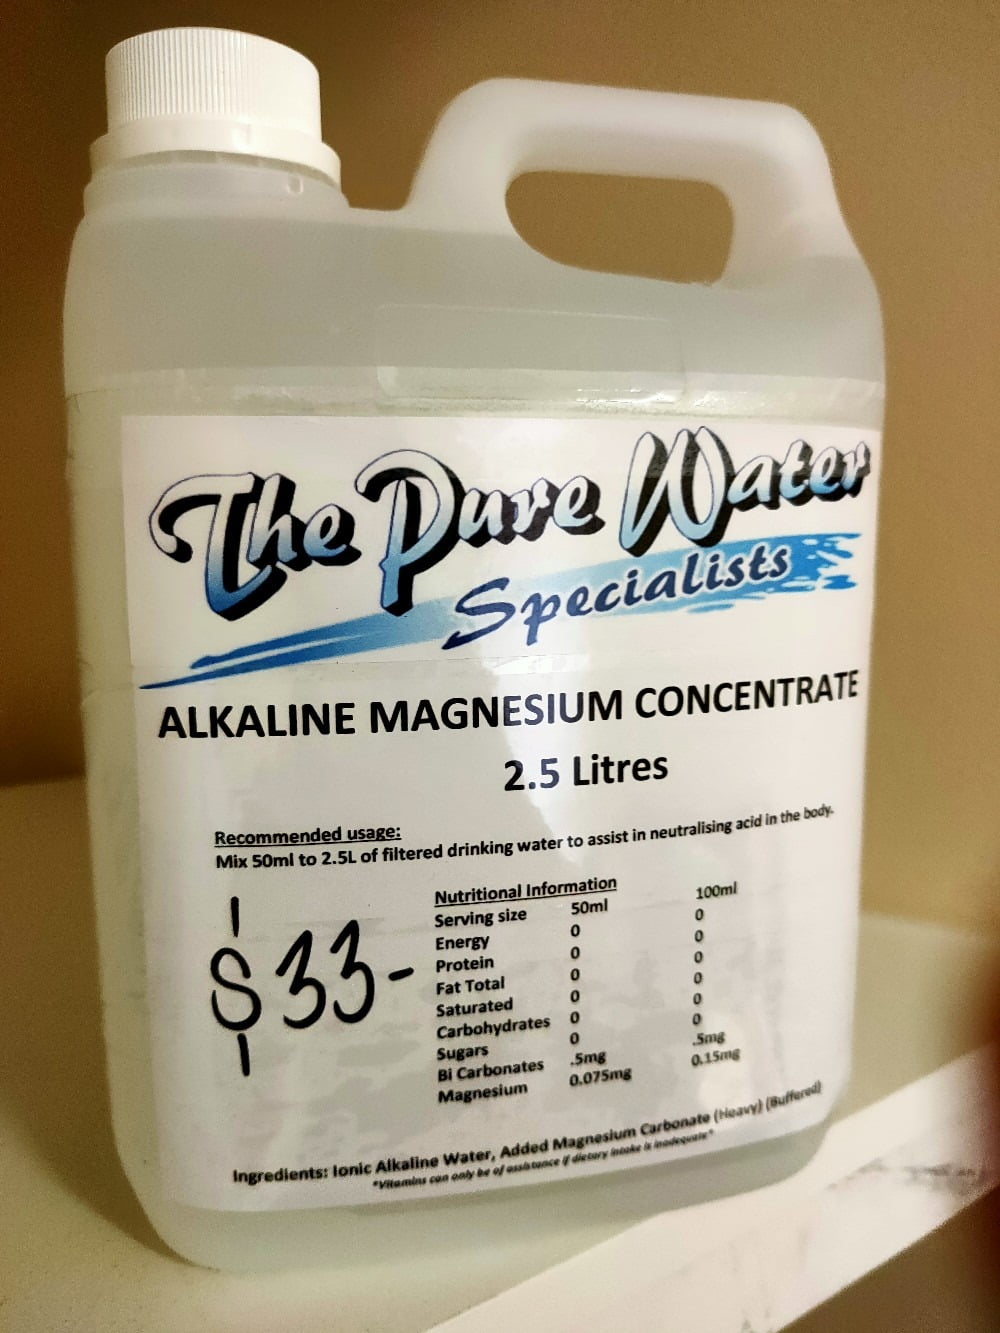 The Pure Water
Specialists
ALKALINE MAGNESIUM CONCENTRATE
2.5 Litres
Recommended usage:
Mix 50ml to 2.5L of filtered drinking water to assist in neutralising acid in the body.
$33-
Nutritional Information
Serving size 50ml 100ml
Energy 0 0
Protein 0 0
Fat Total 0 0
Saturated 0 0
Carbohydrates 0 0
Sugars 0 0
Bi Carbonates .5mg .5mg
Magnesium 0.075mg 0.15mg
Ingredients: Ionic Alkaline Water, Added Magnesium Carbonate (Heavy) (Buffered)
*Vitamins can only be of assistance if dietary intake is inadequate*